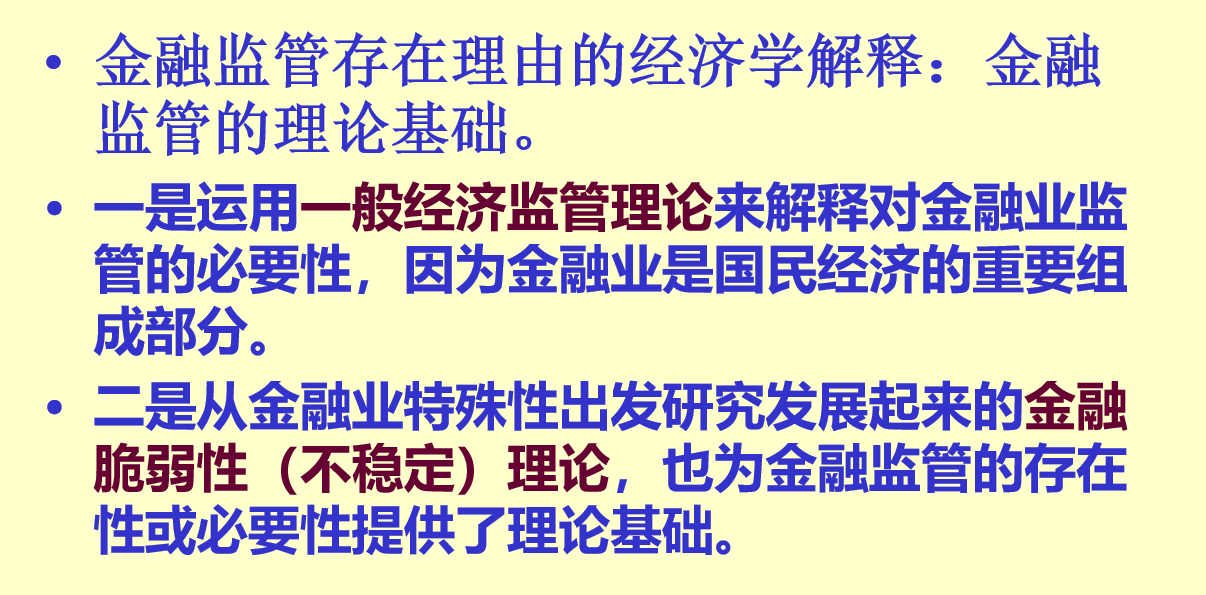 • 金融监管存在理由的经济学解释：金融
监管的理论基础。
• 一是运用一般经济监管理论来解释对金融业监
管的必要性，因为金融业是国民经济的重要组
成部分。
• 二是从金融业特殊性出发研究发展起来的金融
脆弱性（不稳定）理论，也为金融监管的存在
性或必要性提供了理论基础。